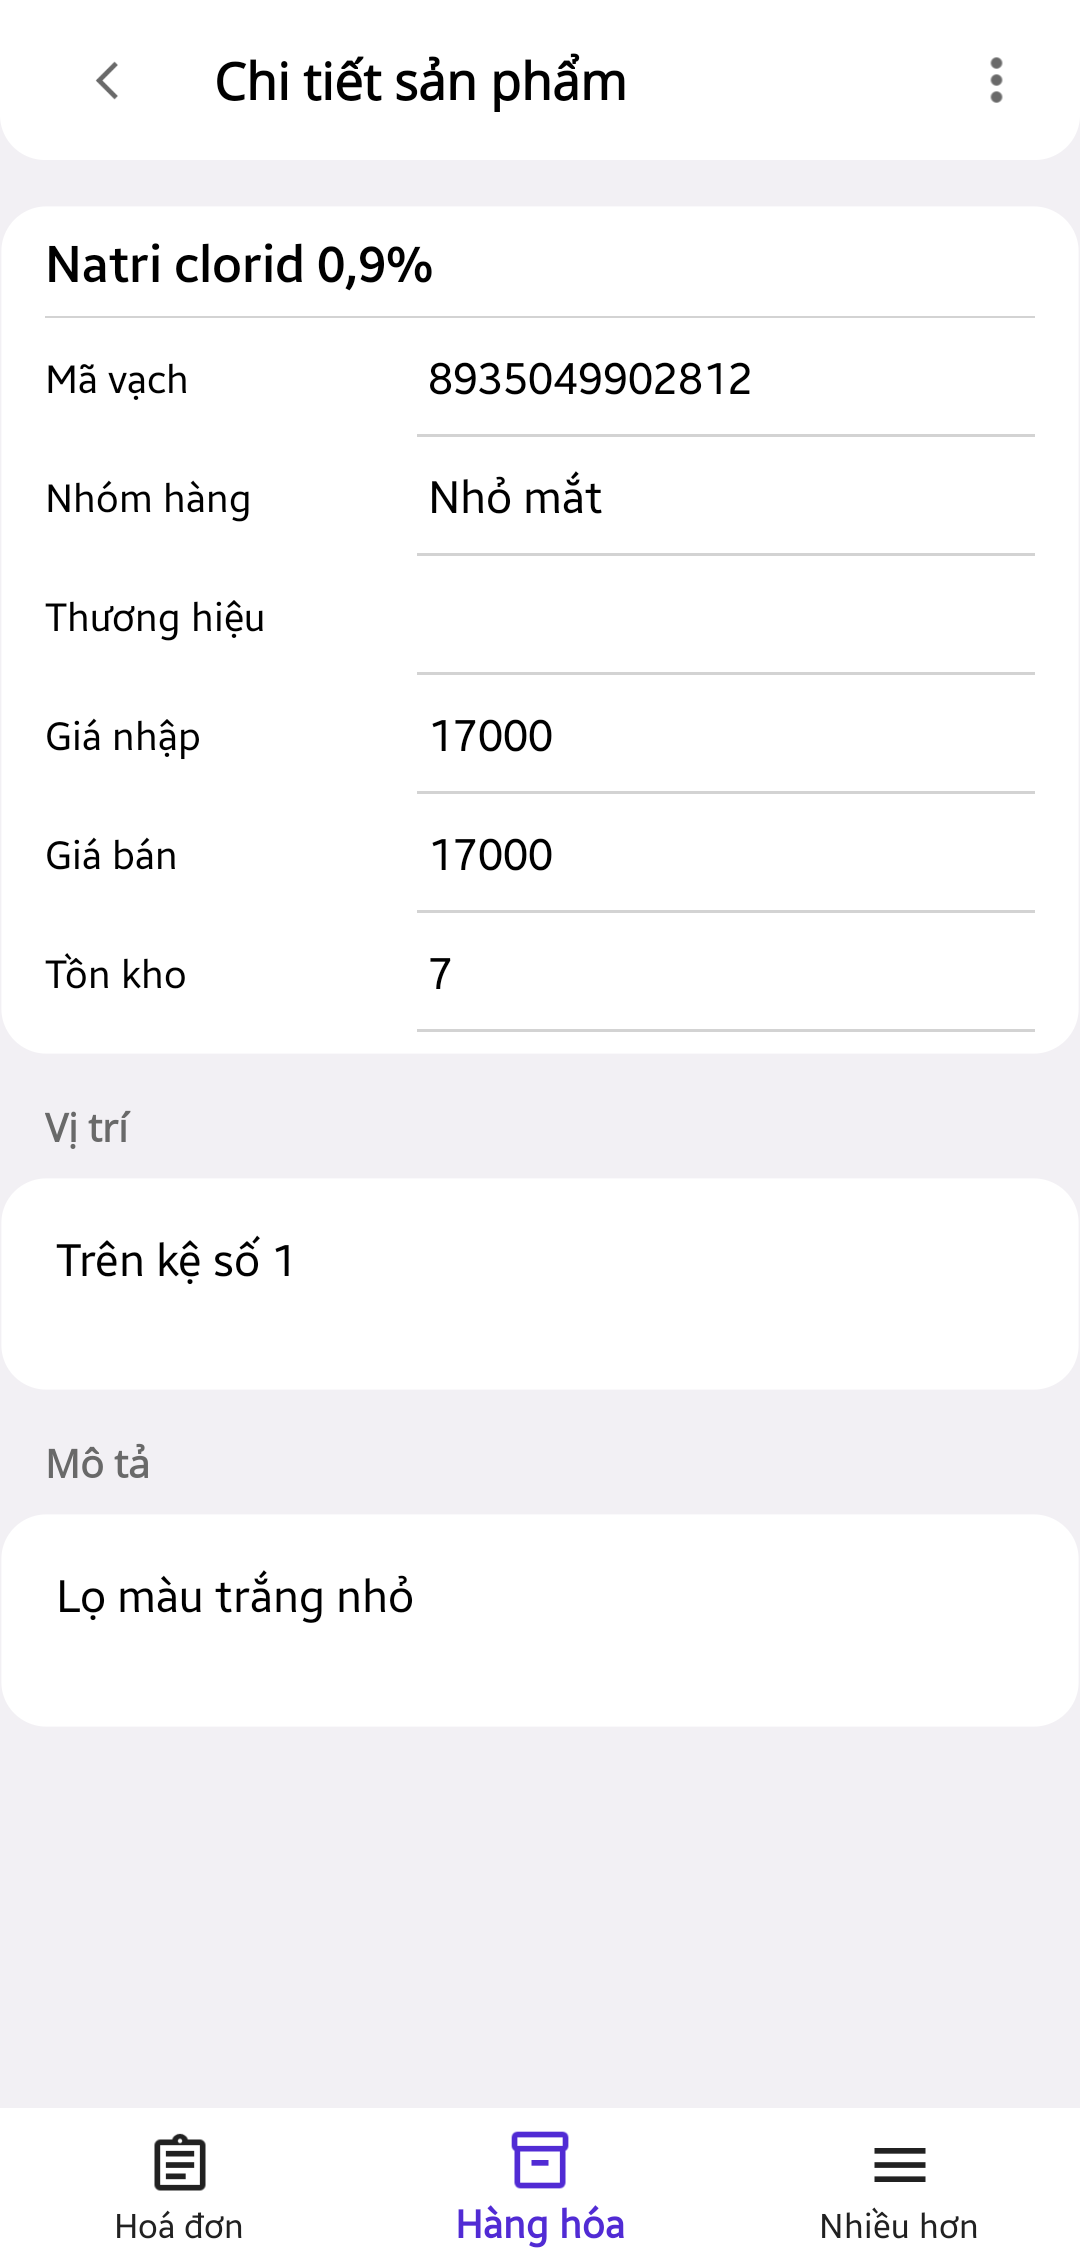 Chi tiết sản phẩm
Natri clorid 0,9%
Mã vạch 8935049902812
Nhóm hàng Nhỏ mắt
Thương hiệu
Giá nhập 17000
Giá bán 17000
Tồn kho 7
Vị trí
Trên kệ số 1
Mô tả
Lọ màu trắng nhỏ
Hoá đơn Hàng hóa Nhiều hơn